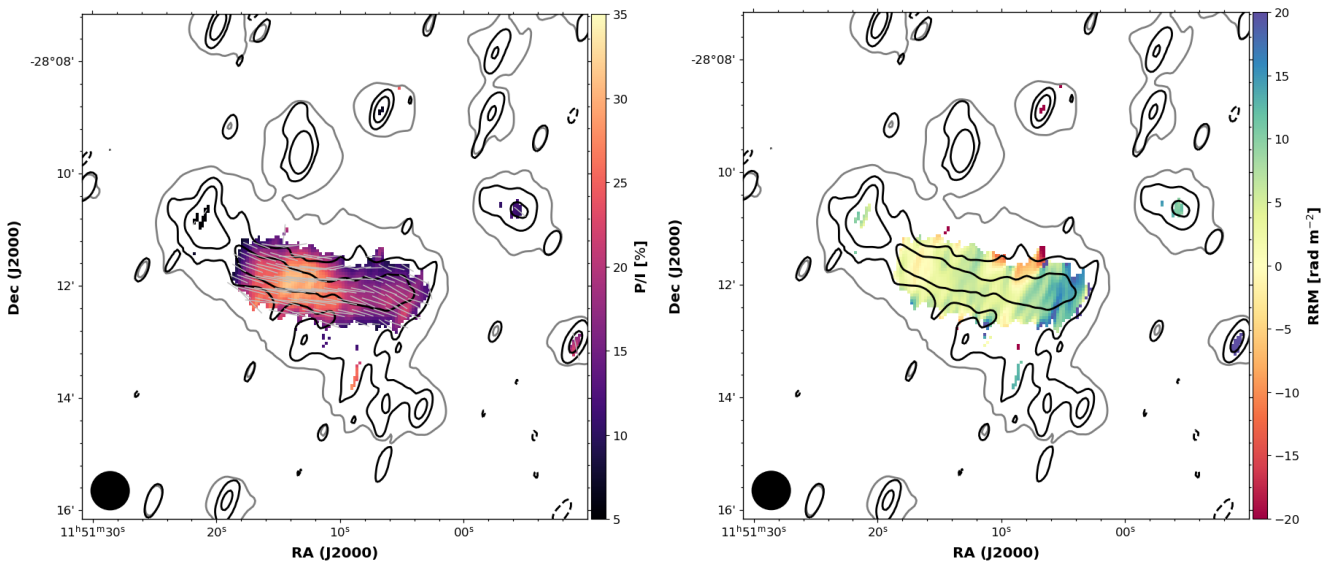 35
30
25
20
15
10
5
P/I [%]
-28°08'
10'
12'
14'
16'
Dec (J2000)
11ʰ51ᵐ30ˢ
20ˢ
10ˢ
00ˢ
RA (J2000)
20
15
10
5
0
−5
−10
−15
−20
RRM [rad m⁻²]
-28°08'
10'
12'
14'
16'
Dec (J2000)
11ʰ51ᵐ30ˢ
20ˢ
10ˢ
00ˢ
RA (J2000)